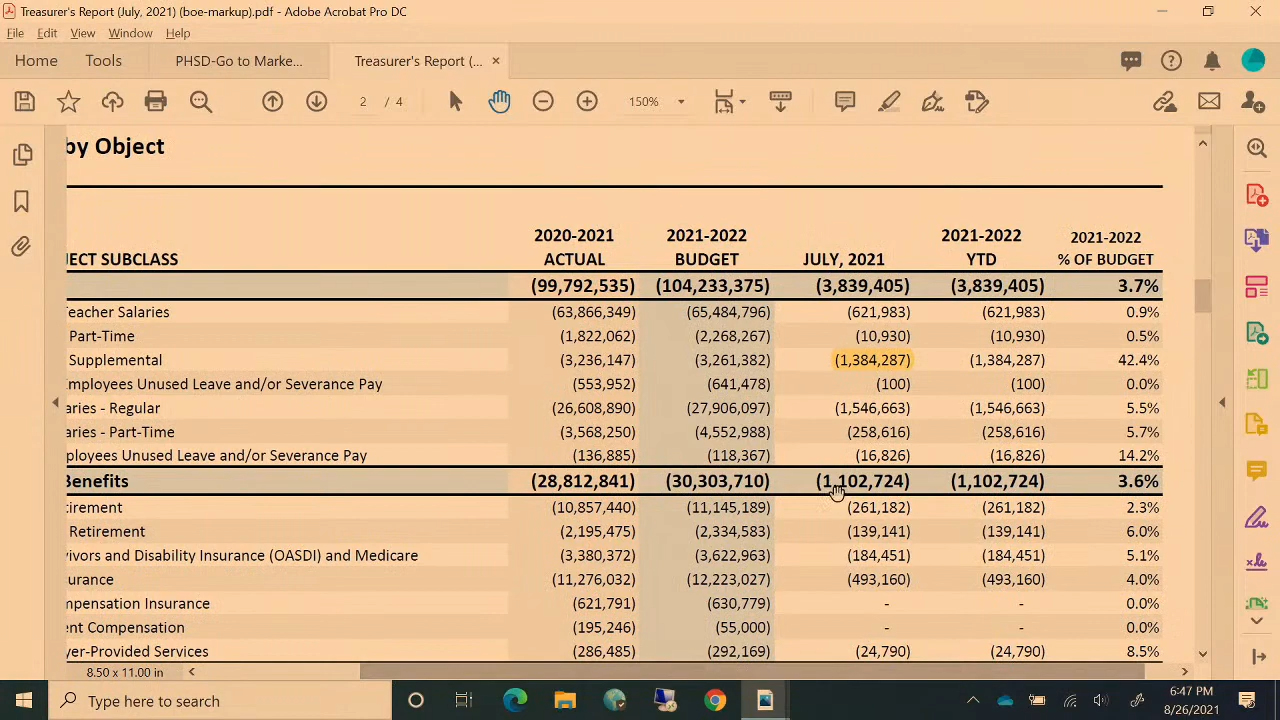 Treasurer's Report (July, 2021) (boe-markup).pdf - Adobe Acrobat Pro DC
File Edit View Window Help
Home Tools PHSD-Go to Marke... Treasurer's Report (... ×
2 / 4 150%
by Object
2020-2021 2021-2022 2021-2022 2021-2022
JECT SUBCLASS ACTUAL BUDGET JULY, 2021 YTD % OF BUDGET
(99,792,535) (104,233,375) (3,839,405) (3,839,405) 3.7%
Teacher Salaries (63,866,349) (65,484,796) (621,983) (621,983) 0.9%
Part-Time (1,822,062) (2,268,267) (10,930) (10,930) 0.5%
Supplemental (3,236,147) (3,261,382) (1,384,287) (1,384,287) 42.4%
Employees Unused Leave and/or Severance Pay (553,952) (641,478) (100) (100) 0.0%
aries - Regular (26,608,890) (27,906,097) (1,546,663) (1,546,663) 5.5%
aries - Part-Time (3,568,250) (4,552,988) (258,616) (258,616) 5.7%
ployees Unused Leave and/or Severance Pay (136,885) (118,367) (16,826) (16,826) 14.2%
Benefits (28,812,841) (30,303,710) (1,102,724) (1,102,724) 3.6%
irement (10,857,440) (11,145,189) (261,182) (261,182) 2.3%
Retirement (2,195,475) (2,334,583) (139,141) (139,141) 6.0%
vivors and Disability Insurance (OASDI) and Medicare (3,380,372) (3,622,963) (184,451) (184,451) 5.1%
surance (11,276,032) (12,223,027) (493,160) (493,160) 4.0%
mpensation Insurance (621,791) (630,779) - - 0.0%
ent Compensation (195,246) (55,000) - - 0.0%
yer-Provided Services (286,485) (292,169) (24,790) (24,790) 8.5%
8.50 x 11.00 in
Type here to search
6:47 PM
8/26/2021